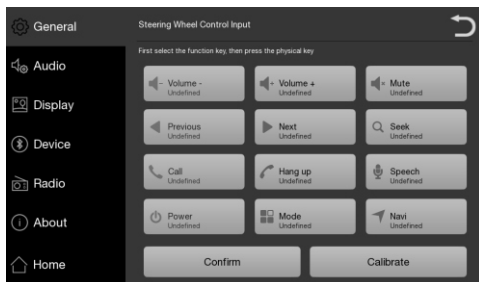 General
Audio
Display
Device
Radio
About
Home
Steering Wheel Control Input
First select the function key, then press the physical key
Volume -
Undefined
Volume +
Undefined
Mute
Undefined
Previous
Undefined
Next
Undefined
Seek
Undefined
Call
Undefined
Hang up
Undefined
Speech
Undefined
Power
Undefined
Mode
Undefined
Navi
Undefined
Confirm
Calibrate